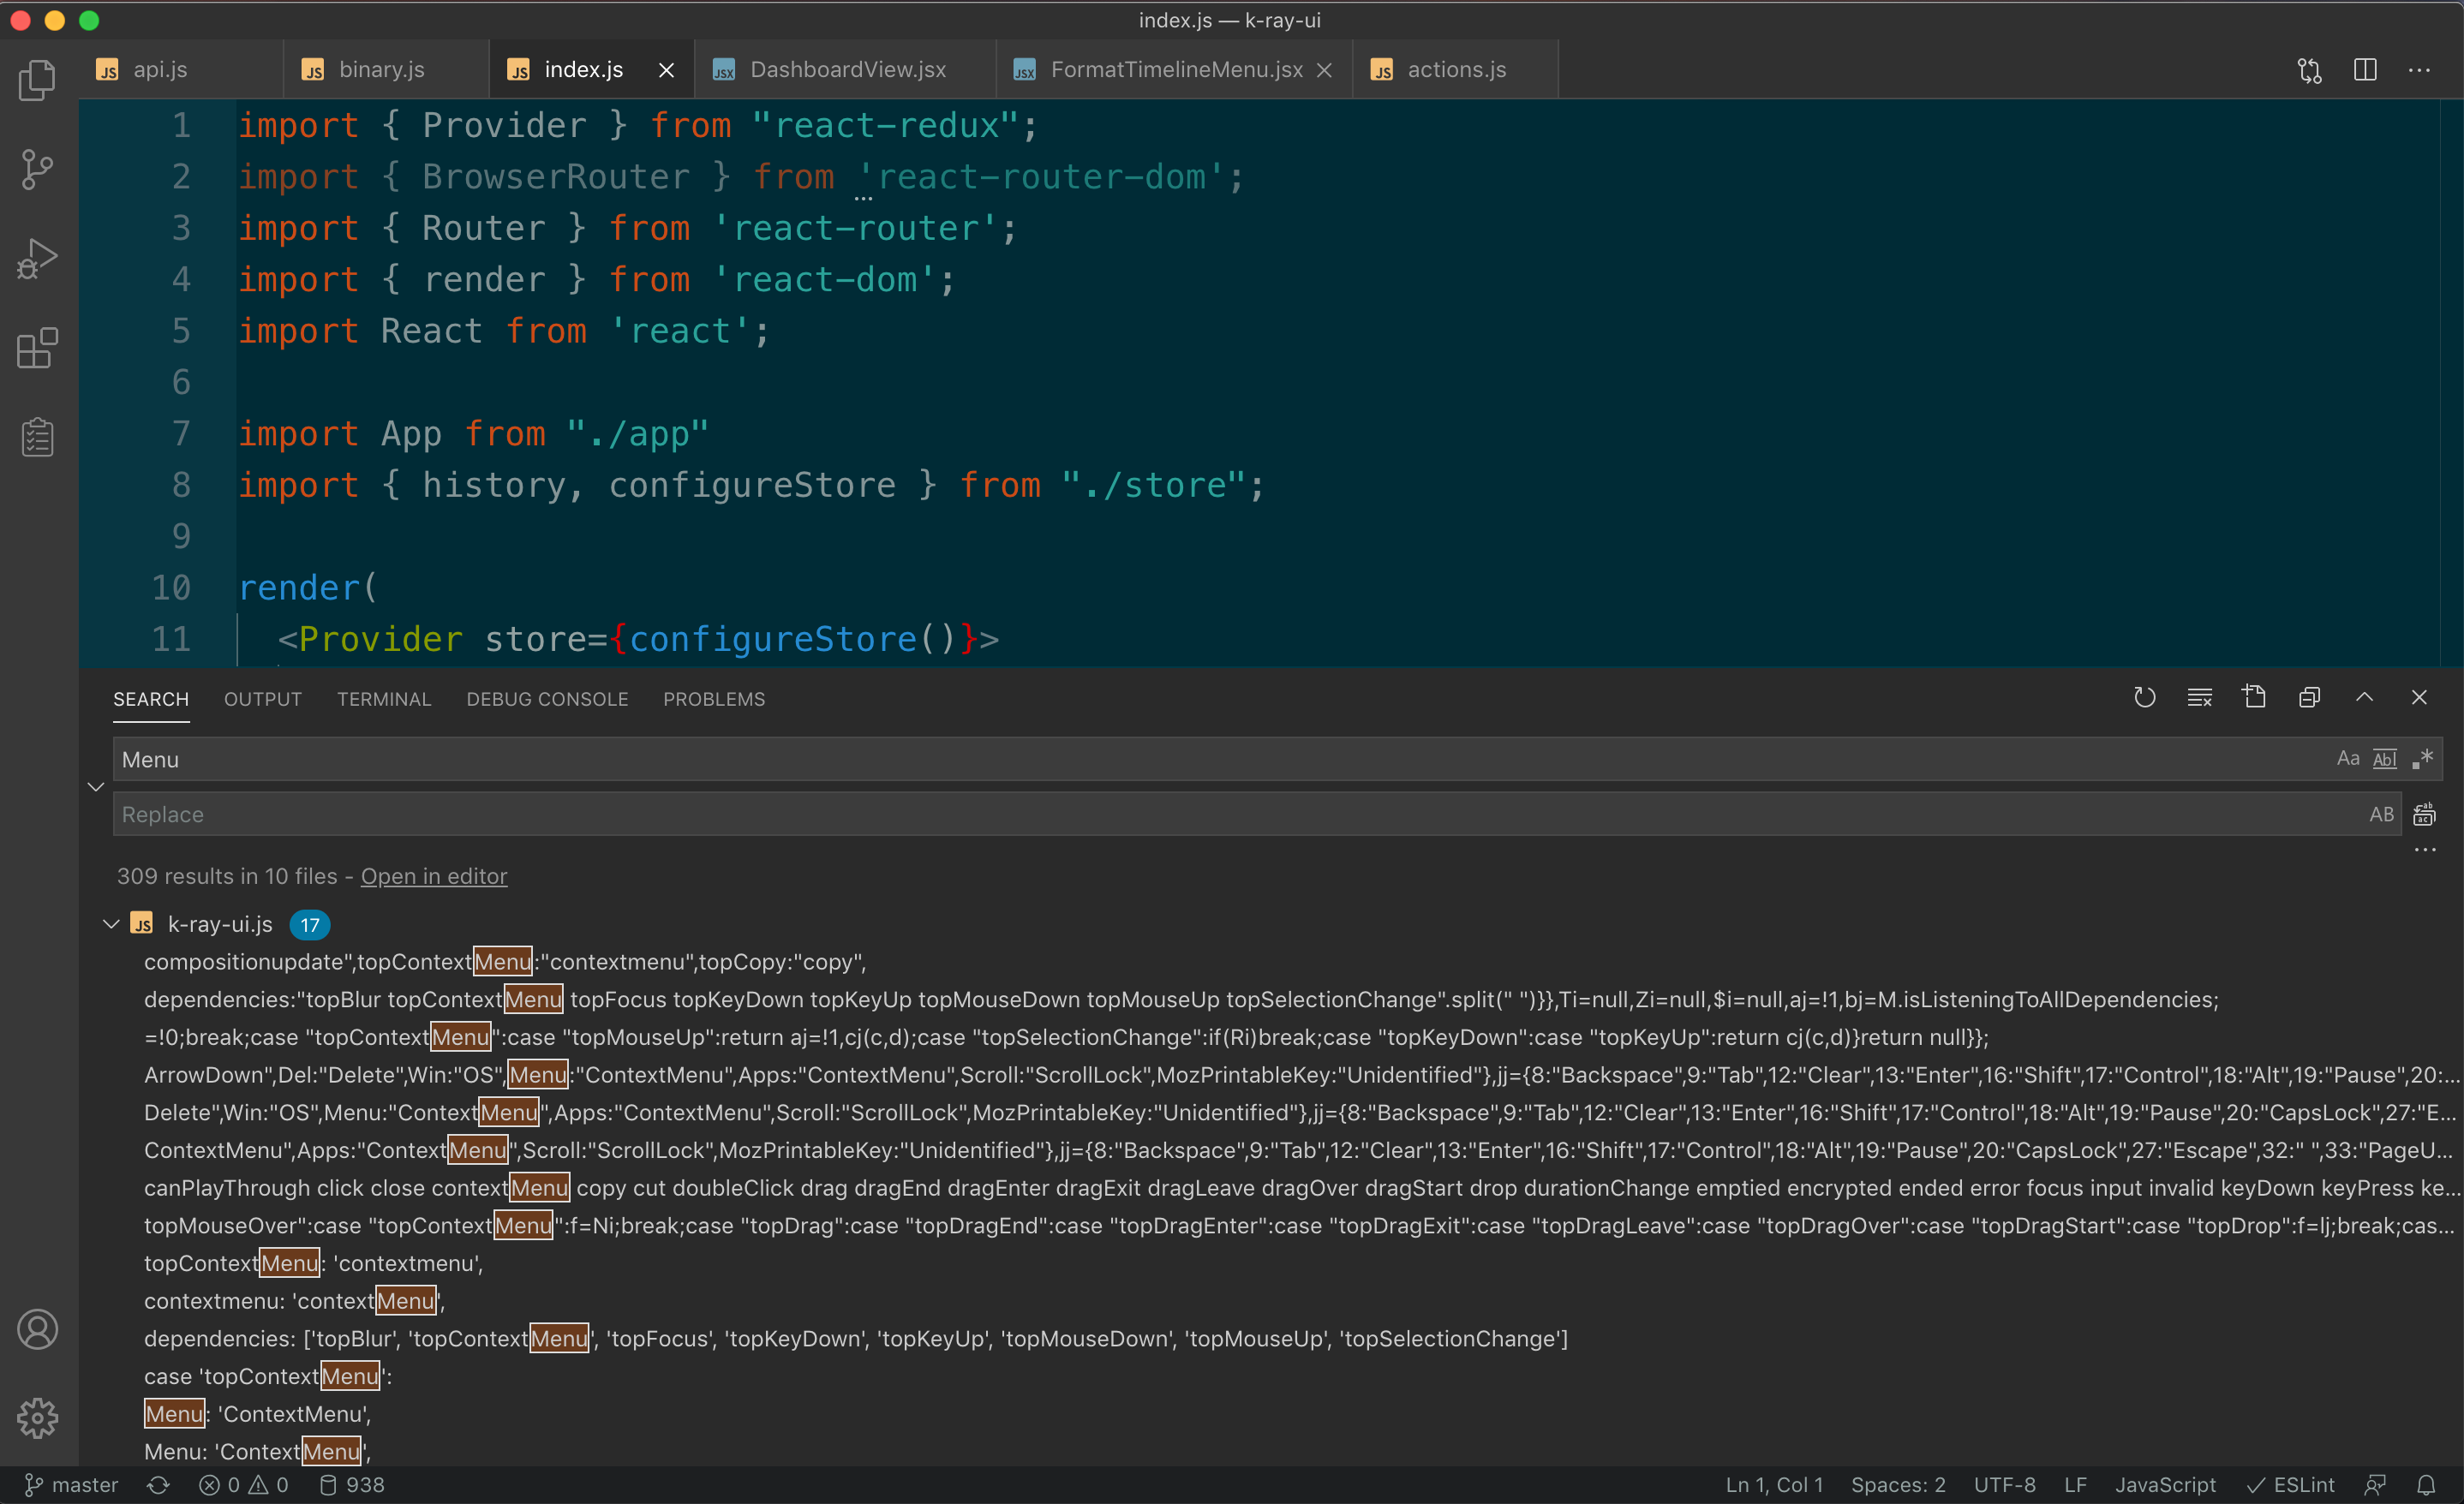 index.js — k-ray-ui
api.js
binary.js
index.js
DashboardView.jsx
FormatTimelineMenu.jsx
actions.js
1 import { Provider } from "react-redux";
2 import { BrowserRouter } from 'react-router-dom';
3 import { Router } from 'react-router';
4 import { render } from 'react-dom';
5 import React from 'react';
6
7 import App from "./app"
8 import { history, configureStore } from "./store";
9
10 render(
11 <Provider store={configureStore()}>
SEARCH OUTPUT TERMINAL DEBUG CONSOLE PROBLEMS
Menu Aa Abl .*
Replace AB
309 results in 10 files - Open in editor
JS k-ray-ui.js 17
compositionupdate",topContextMenu:"contextmenu",topCopy:"copy",
dependencies:"topBlur topContextMenu topFocus topKeyDown topKeyUp topMouseDown topMouseUp topSelectionChange".split(" ")}},Ti=null,Zi=null,$i=null,aj=!1,bj=M.isListeningToAllDependencies;
=!0;break;case "topContextMenu":case "topMouseUp":return aj=!1,cj(c,d);case "topSelectionChange":if(Ri)break;case "topKeyDown":case "topKeyUp":return cj(c,d)}return null}};
ArrowDown",Del:"Delete",Win:"OS",Menu:"ContextMenu",Apps:"ContextMenu",Scroll:"ScrollLock",MozPrintableKey:"Unidentified"},jj={8:"Backspace",9:"Tab",12:"Clear",13:"Enter",16:"Shift",17:"Control",18:"Alt",19:"Pause",20:...
Delete",Win:"OS",Menu:"ContextMenu",Apps:"ContextMenu",Scroll:"ScrollLock",MozPrintableKey:"Unidentified"},jj={8:"Backspace",9:"Tab",12:"Clear",13:"Enter",16:"Shift",17:"Control",18:"Alt",19:"Pause",20:"CapsLock",27:"E...
ContextMenu",Apps:"ContextMenu",Scroll:"ScrollLock",MozPrintableKey:"Unidentified"},jj={8:"Backspace",9:"Tab",12:"Clear",13:"Enter",16:"Shift",17:"Control",18:"Alt",19:"Pause",20:"CapsLock",27:"Escape",32:" ",33:"PageU...
canPlayThrough click close contextMenu copy cut doubleClick drag dragEnd dragEnter dragExit dragLeave dragOver dragStart drop durationChange emptied encrypted ended error focus input invalid keyDown keyPress ke...
topMouseOver":case "topContextMenu":f=Ni;break;case "topDrag":case "topDragEnd":case "topDragEnter":case "topDragExit":case "topDragLeave":case "topDragOver":case "topDragStart":case "topDrop":f=lj;break;cas...
topContextMenu: 'contextmenu',
contextmenu: 'contextMenu',
dependencies: ['topBlur', 'topContextMenu', 'topFocus', 'topKeyDown', 'topKeyUp', 'topMouseDown', 'topMouseUp', 'topSelectionChange']
case 'topContextMenu':
Menu: 'ContextMenu',
Menu: 'ContextMenu',
master 0 0 938 Ln 1, Col 1 Spaces: 2 UTF-8 LF JavaScript ESLint